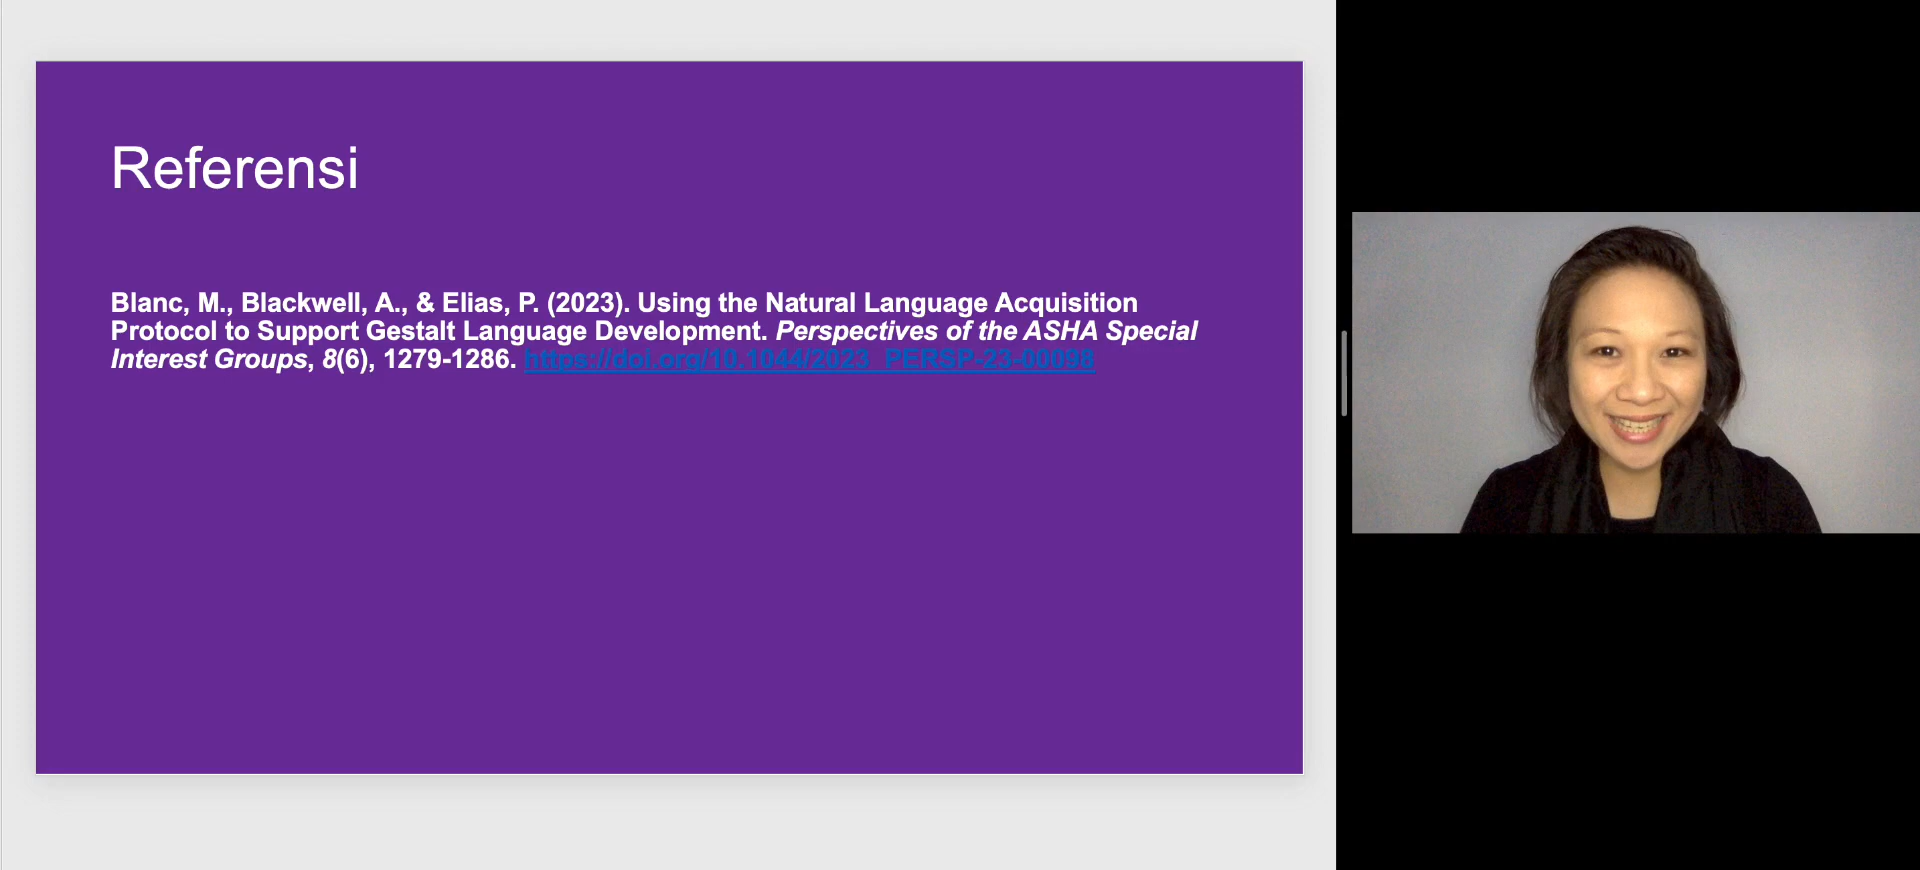 Referensi
Blanc, M., Blackwell, A., & Elias, P. (2023). Using the Natural Language Acquisition
Protocol to Support Gestalt Language Development. Perspectives of the ASHA Special
Interest Groups, 8(6), 1279-1286. https://doi.org/10.1044/2023_PERSP-23-00098